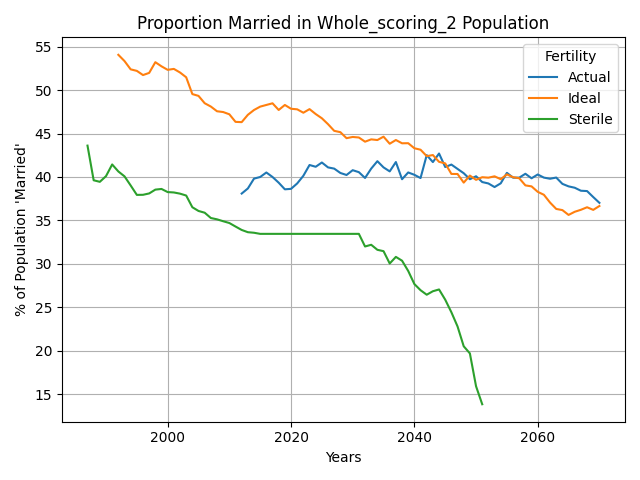 Proportion Married in Whole_scoring_2 Population
% of Population 'Married'
55
50
45
40
35
30
25
20
15
Fertility
Actual
Ideal
Sterile
2000
2020
2040
2060
Years